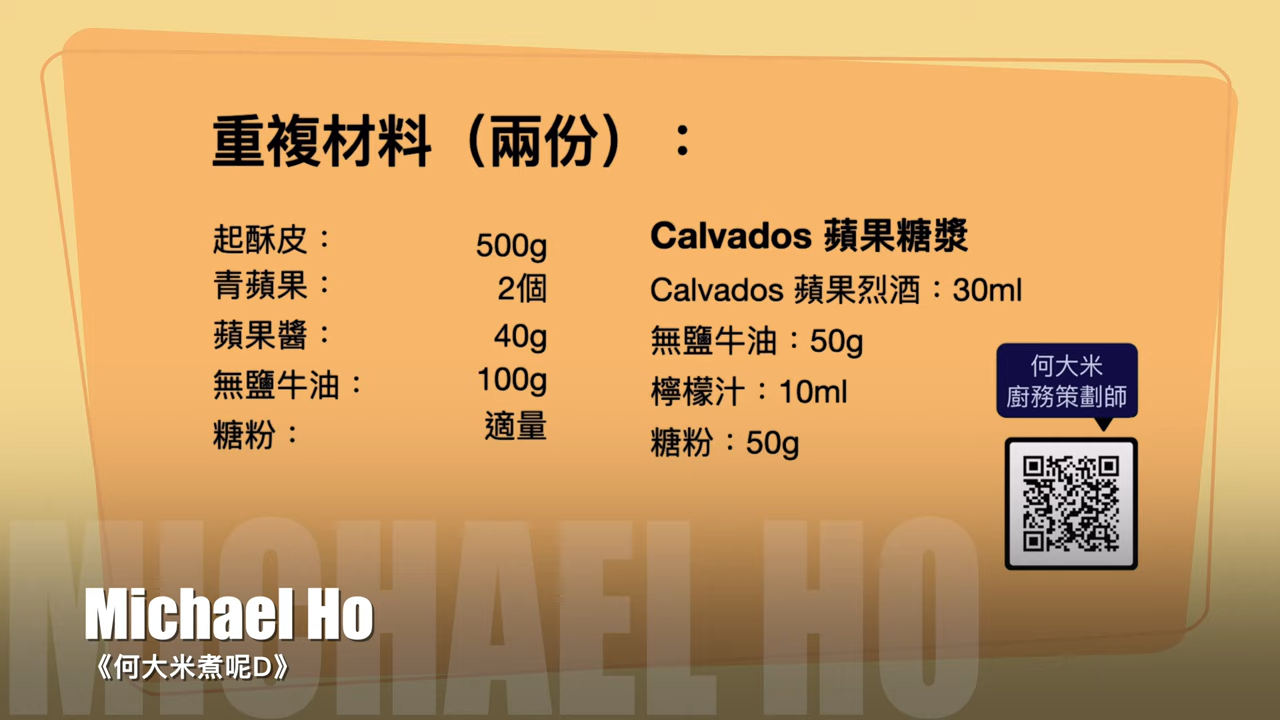 重複材料（兩份）：
起酥皮： 500g
青蘋果： 2個
蘋果醬： 40g
無鹽牛油： 100g
糖粉： 適量
Calvados 蘋果糖漿
Calvados 蘋果烈酒：30ml
無鹽牛油：50g
檸檬汁：10ml
糖粉：50g
何大米
廚務策劃師
MICHAEL HO
Michael Ho
《何大米煮呢D》